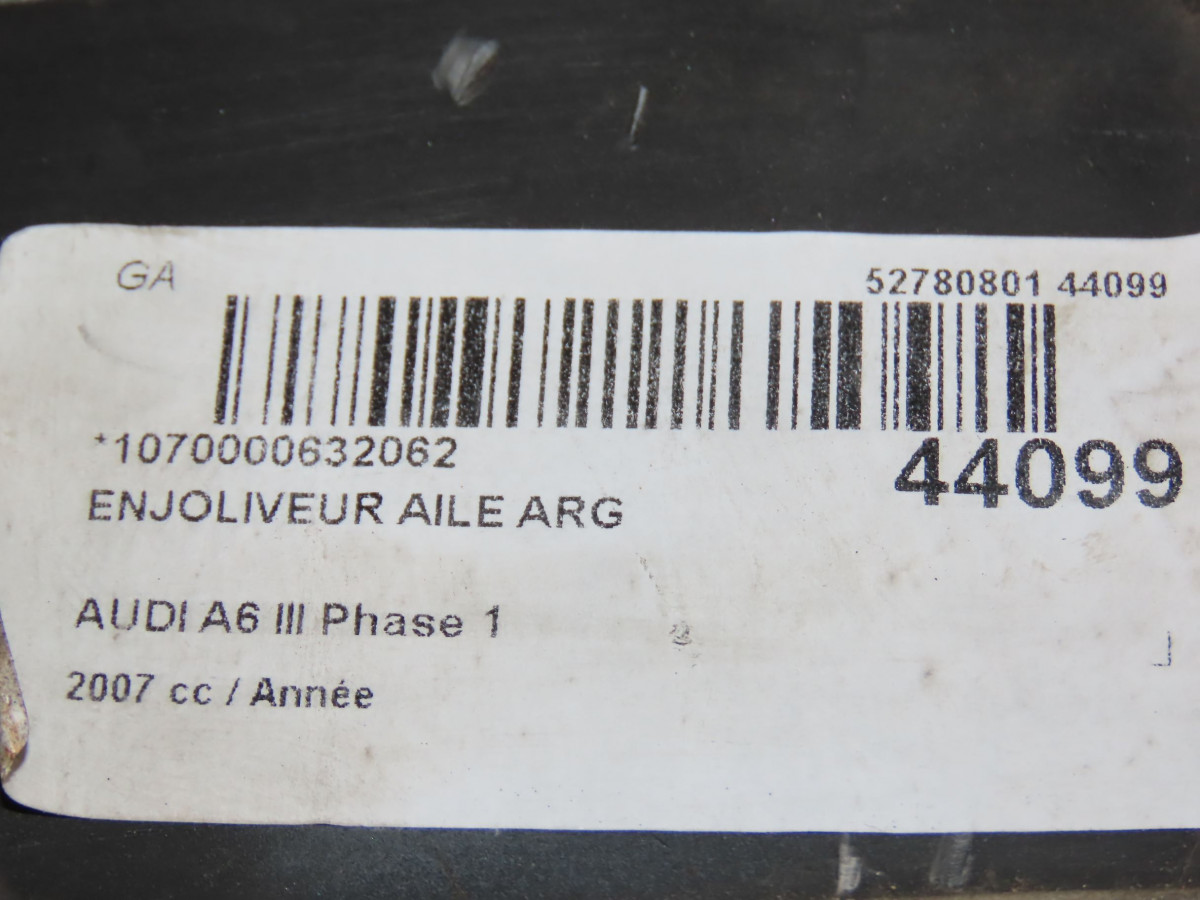 GA
52780801 44099
*1070000632062
44099
ENJOLIVEUR AILE ARG
AUDI A6 III Phase 1
2007 cc / Année